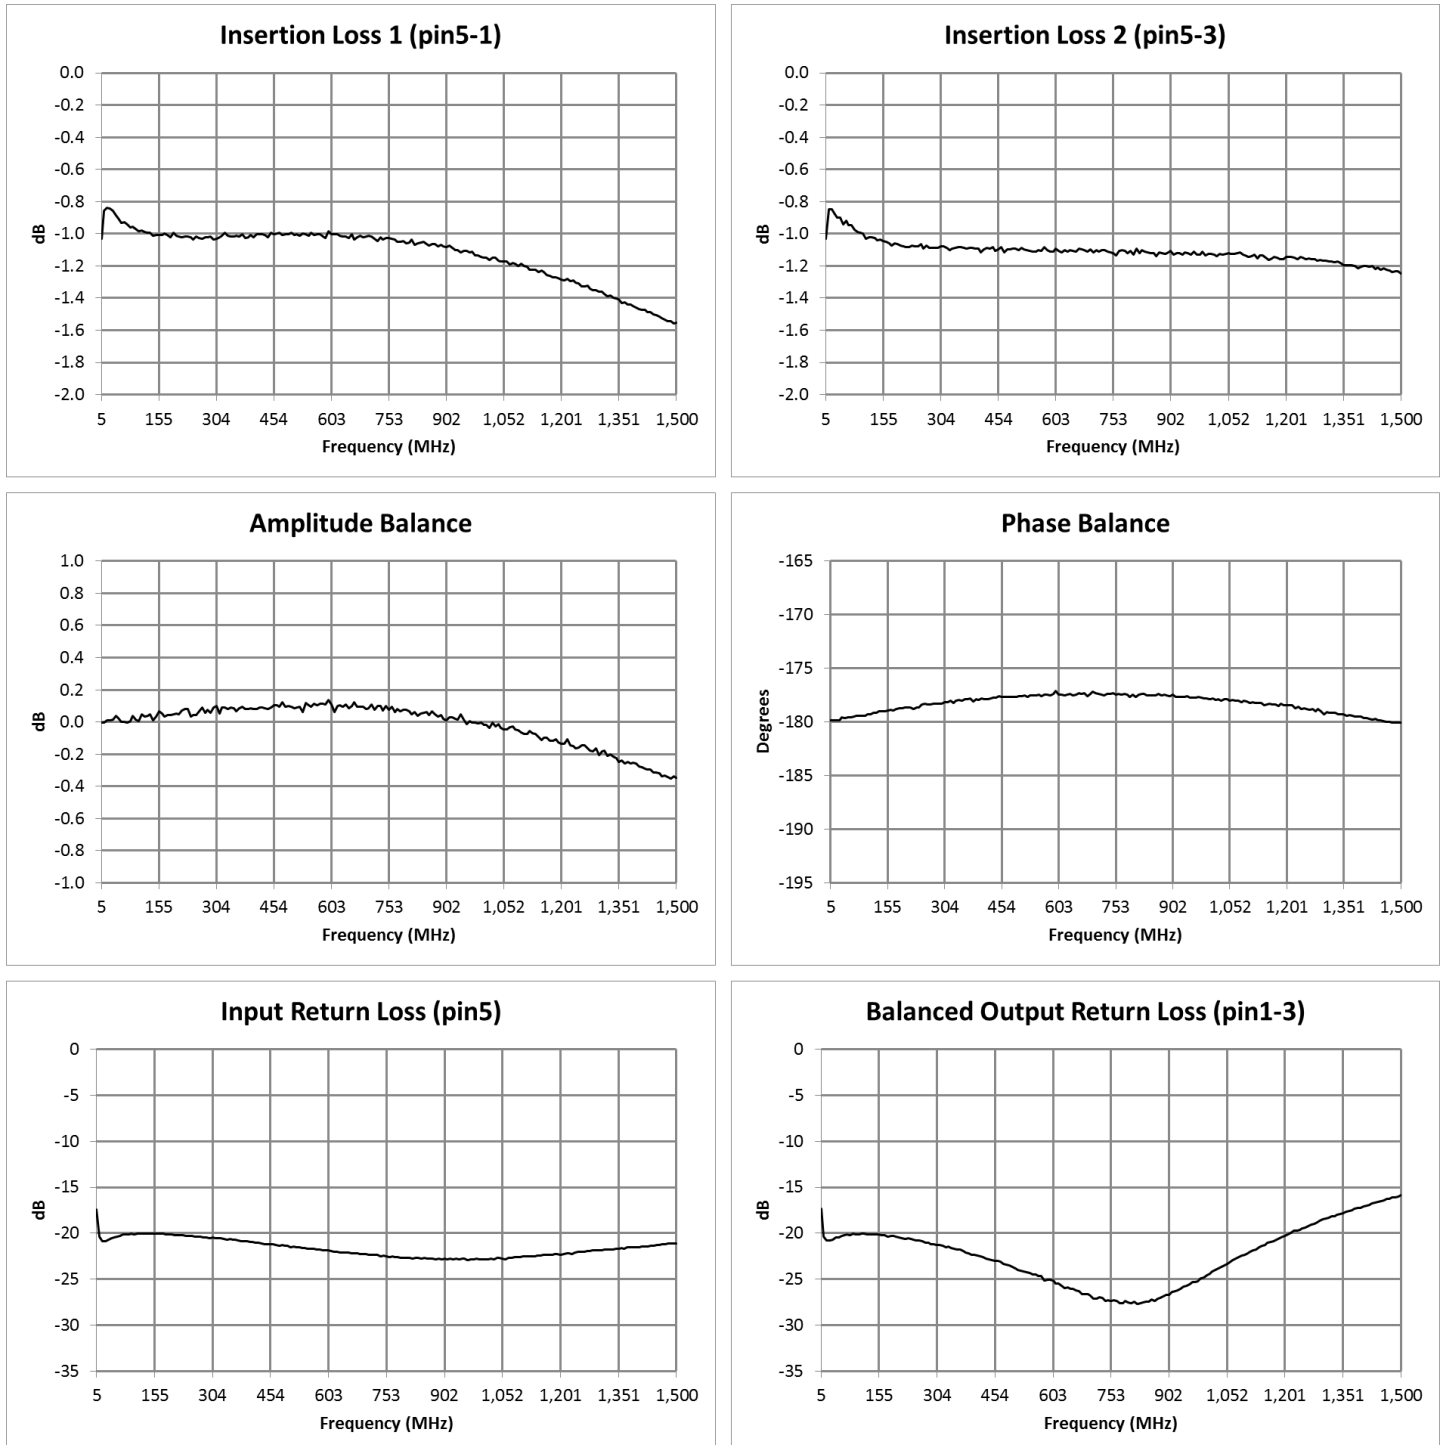 Insertion Loss 1 (pin5-1)
0.0
-0.2
-0.4
-0.6
-0.8
-1.0
-1.2
-1.4
-1.6
-1.8
-2.0
dB
5 155 304 454 603 753 902 1,052 1,201 1,351 1,500
Frequency (MHz)
Insertion Loss 2 (pin5-3)
0.0
-0.2
-0.4
-0.6
-0.8
-1.0
-1.2
-1.4
-1.6
-1.8
-2.0
dB
5 155 304 454 603 753 902 1,052 1,201 1,351 1,500
Frequency (MHz)
Amplitude Balance
1.0
0.8
0.6
0.4
0.2
0.0
-0.2
-0.4
-0.6
-0.8
-1.0
dB
5 155 304 454 603 753 902 1,052 1,201 1,351 1,500
Frequency (MHz)
Phase Balance
-165
-170
-175
-180
-185
-190
-195
Degrees
5 155 304 454 603 753 902 1,052 1,201 1,351 1,500
Frequency (MHz)
Input Return Loss (pin5)
0
-5
-10
-15
-20
-25
-30
-35
dB
5 155 304 454 603 753 902 1,052 1,201 1,351 1,500
Frequency (MHz)
Balanced Output Return Loss (pin1-3)
0
-5
-10
-15
-20
-25
-30
-35
dB
5 155 304 454 603 753 902 1,052 1,201 1,351 1,500
Frequency (MHz)